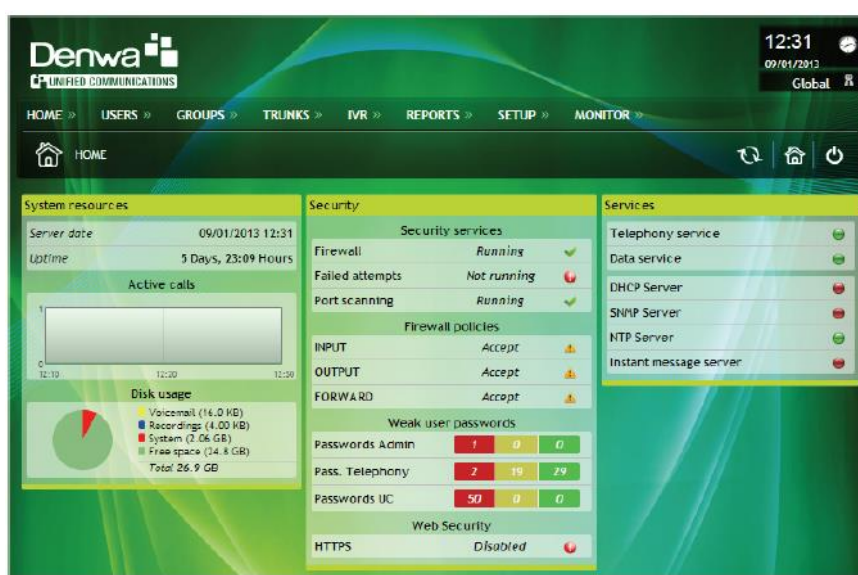 Denwa
UNIFIED COMMUNICATIONS
12:31
09/01/2013
Global
HOME » USERS » GROUPS » TRUNKS » IVR » REPORTS » SETUP » MONITOR »
HOME
System resources
Server date 09/01/2013 12:31
Uptime 5 Days, 23:09 Hours
Active calls
1
0
12:10 12:20 12:30
Disk usage
Voicemail (16.0 KB)
Recordings (4.00 KB)
System (2.06 GB)
Free space (24.8 GB)
Total 26.9 GB
Security
Security services
Firewall Running
Failed attempts Not running
Port scanning Running
Firewall policies
INPUT Accept
OUTPUT Accept
FORWARD Accept
Weak user passwords
Passwords Admin 1 0 0
Pass. Telephony 2 19 29
Passwords UC 50 0 0
Web Security
HTTPS Disabled
Services
Telephony service
Data service
DHCP Server
SNMP Server
NTP Server
Instant message server